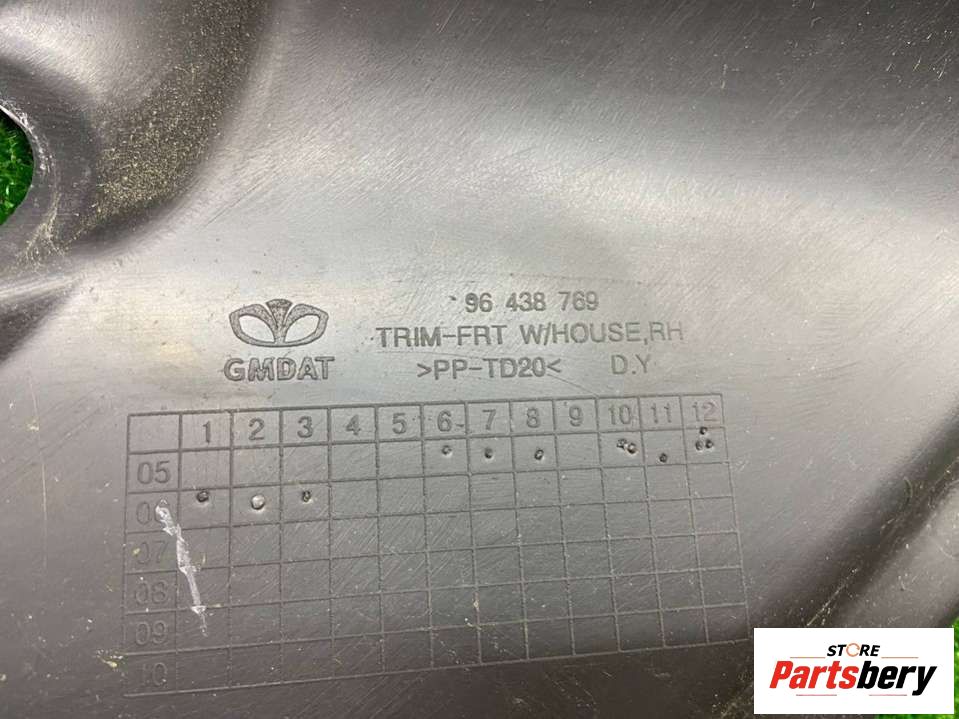 96 438 769
GMDAT
TRIM-FRT W/HOUSE,RH
>PP-TD20< D.Y
1 2 3 4 5 6 7 8 9 10 11 12
05
06
07
08
09
STORE
Partsbery